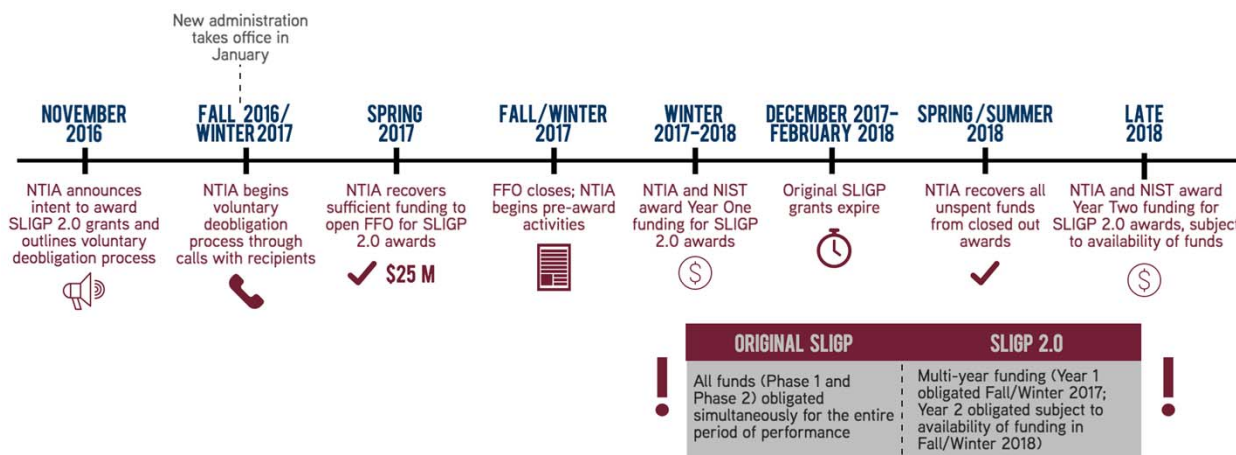 New administration
takes office in
January
NOVEMBER
2016
NTIA announces
intent to award
SLIGP 2.0 grants and
outlines voluntary
deobligation process
FALL 2016/
WINTER 2017
NTIA begins
voluntary
deobligation
process through
calls with recipients
SPRING
2017
NTIA recovers
sufficient funding to
open FFO for SLIGP
2.0 awards
$25 M
FALL/WINTER
2017
FFO closes; NTIA
begins pre-award
activities
WINTER
2017-2018
NTIA and NIST
award Year One
funding for SLIGP
2.0 awards
$
DECEMBER 2017-
FEBRUARY 2018
Original SLIGP
grants expire
SPRING/SUMMER
2018
NTIA recovers all
unspent funds
from closed out
awards
LATE
2018
NTIA and NIST award
Year Two funding for
SLIGP 2.0 awards, subject
to availability of funds
$
!
ORIGINAL SLIGP
All funds (Phase 1 and
Phase 2) obligated
simultaneously for the entire
period of performance
SLIGP 2.0
Multi-year funding (Year 1
obligated Fall/Winter 2017;
Year 2 obligated subject to
availability of funding in
Fall/Winter 2018)
!